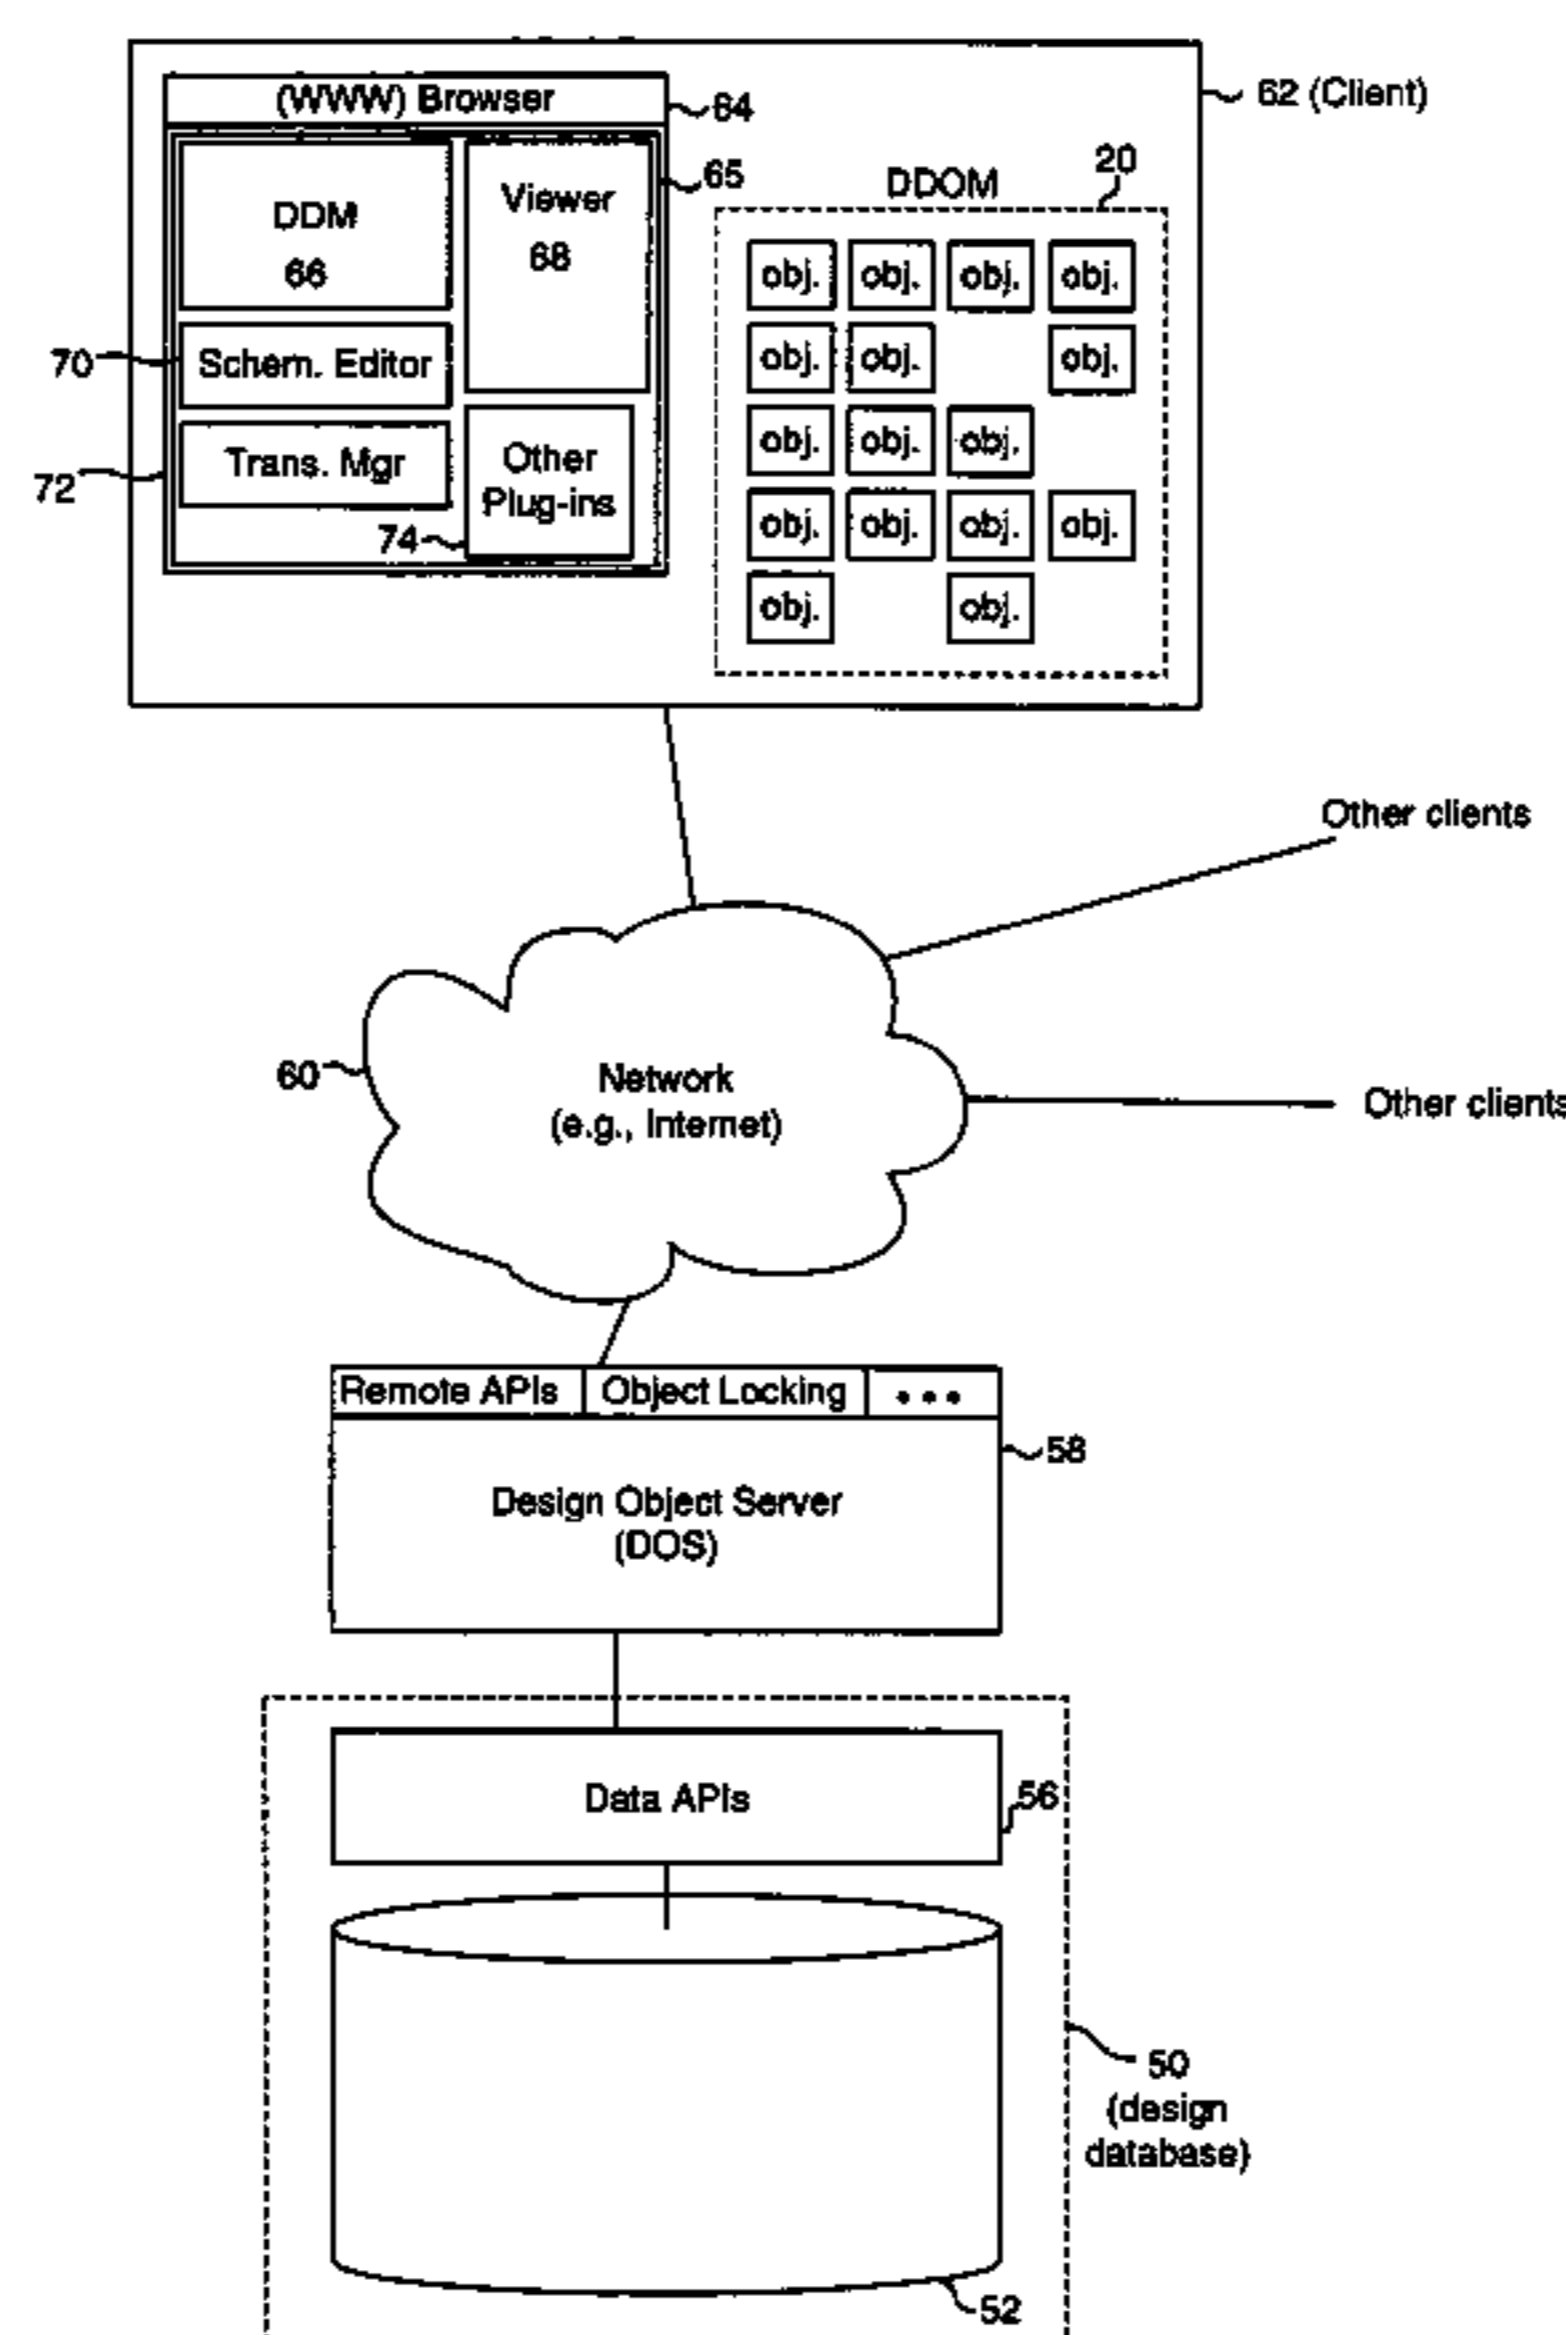 (WWW) Browser
64
62 (Client)
DDM
66
Viewer
68
65
DDOM
20
obj. obj. obj. obj.
obj. obj. obj.
obj. obj. obj.
obj. obj. obj. obj.
obj. obj.
70
Schem. Editor
72
Trans. Mgr
Other
Plug-ins
74
Other clients
60
Network
(e.g., Internet)
Other clients
Remote APIs Object Locking •••
58
Design Object Server
(DOS)
Data APIs
56
50
(design
database)
52